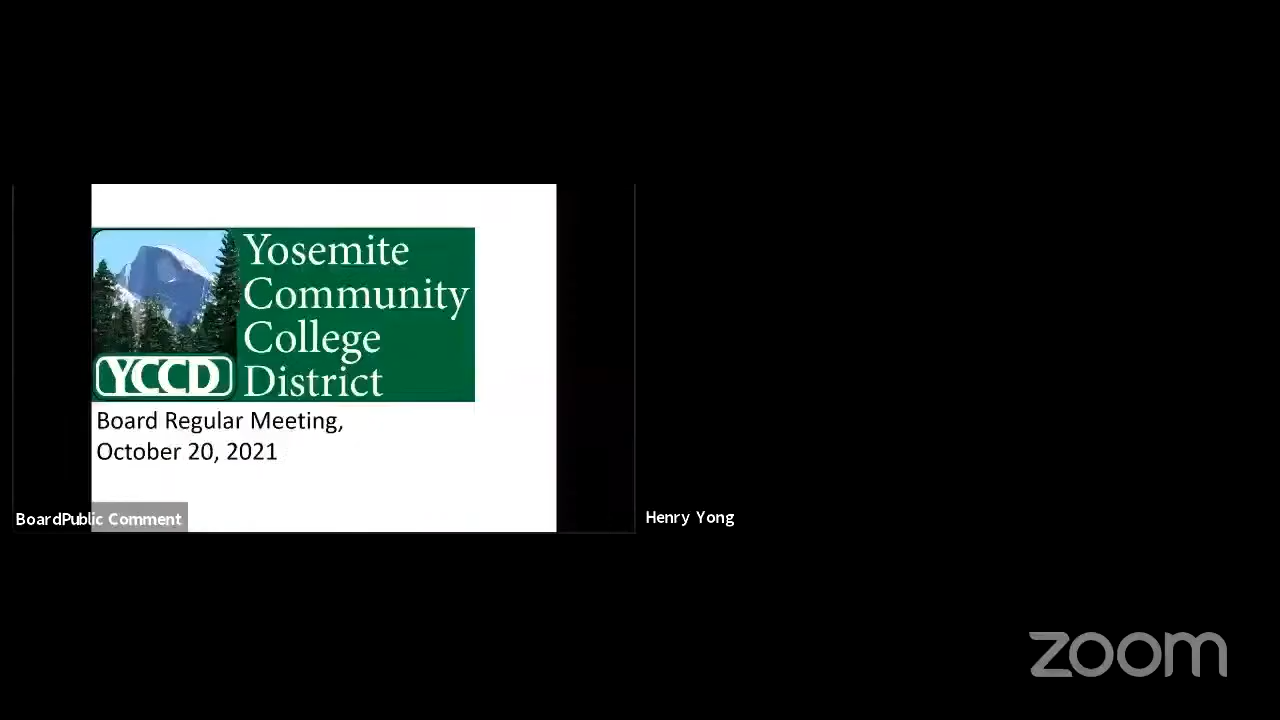 Yosemite
Community
College
District
YCCD
Board Regular Meeting,
October 20, 2021
BoardPublic Comment
Henry Yong
zoom